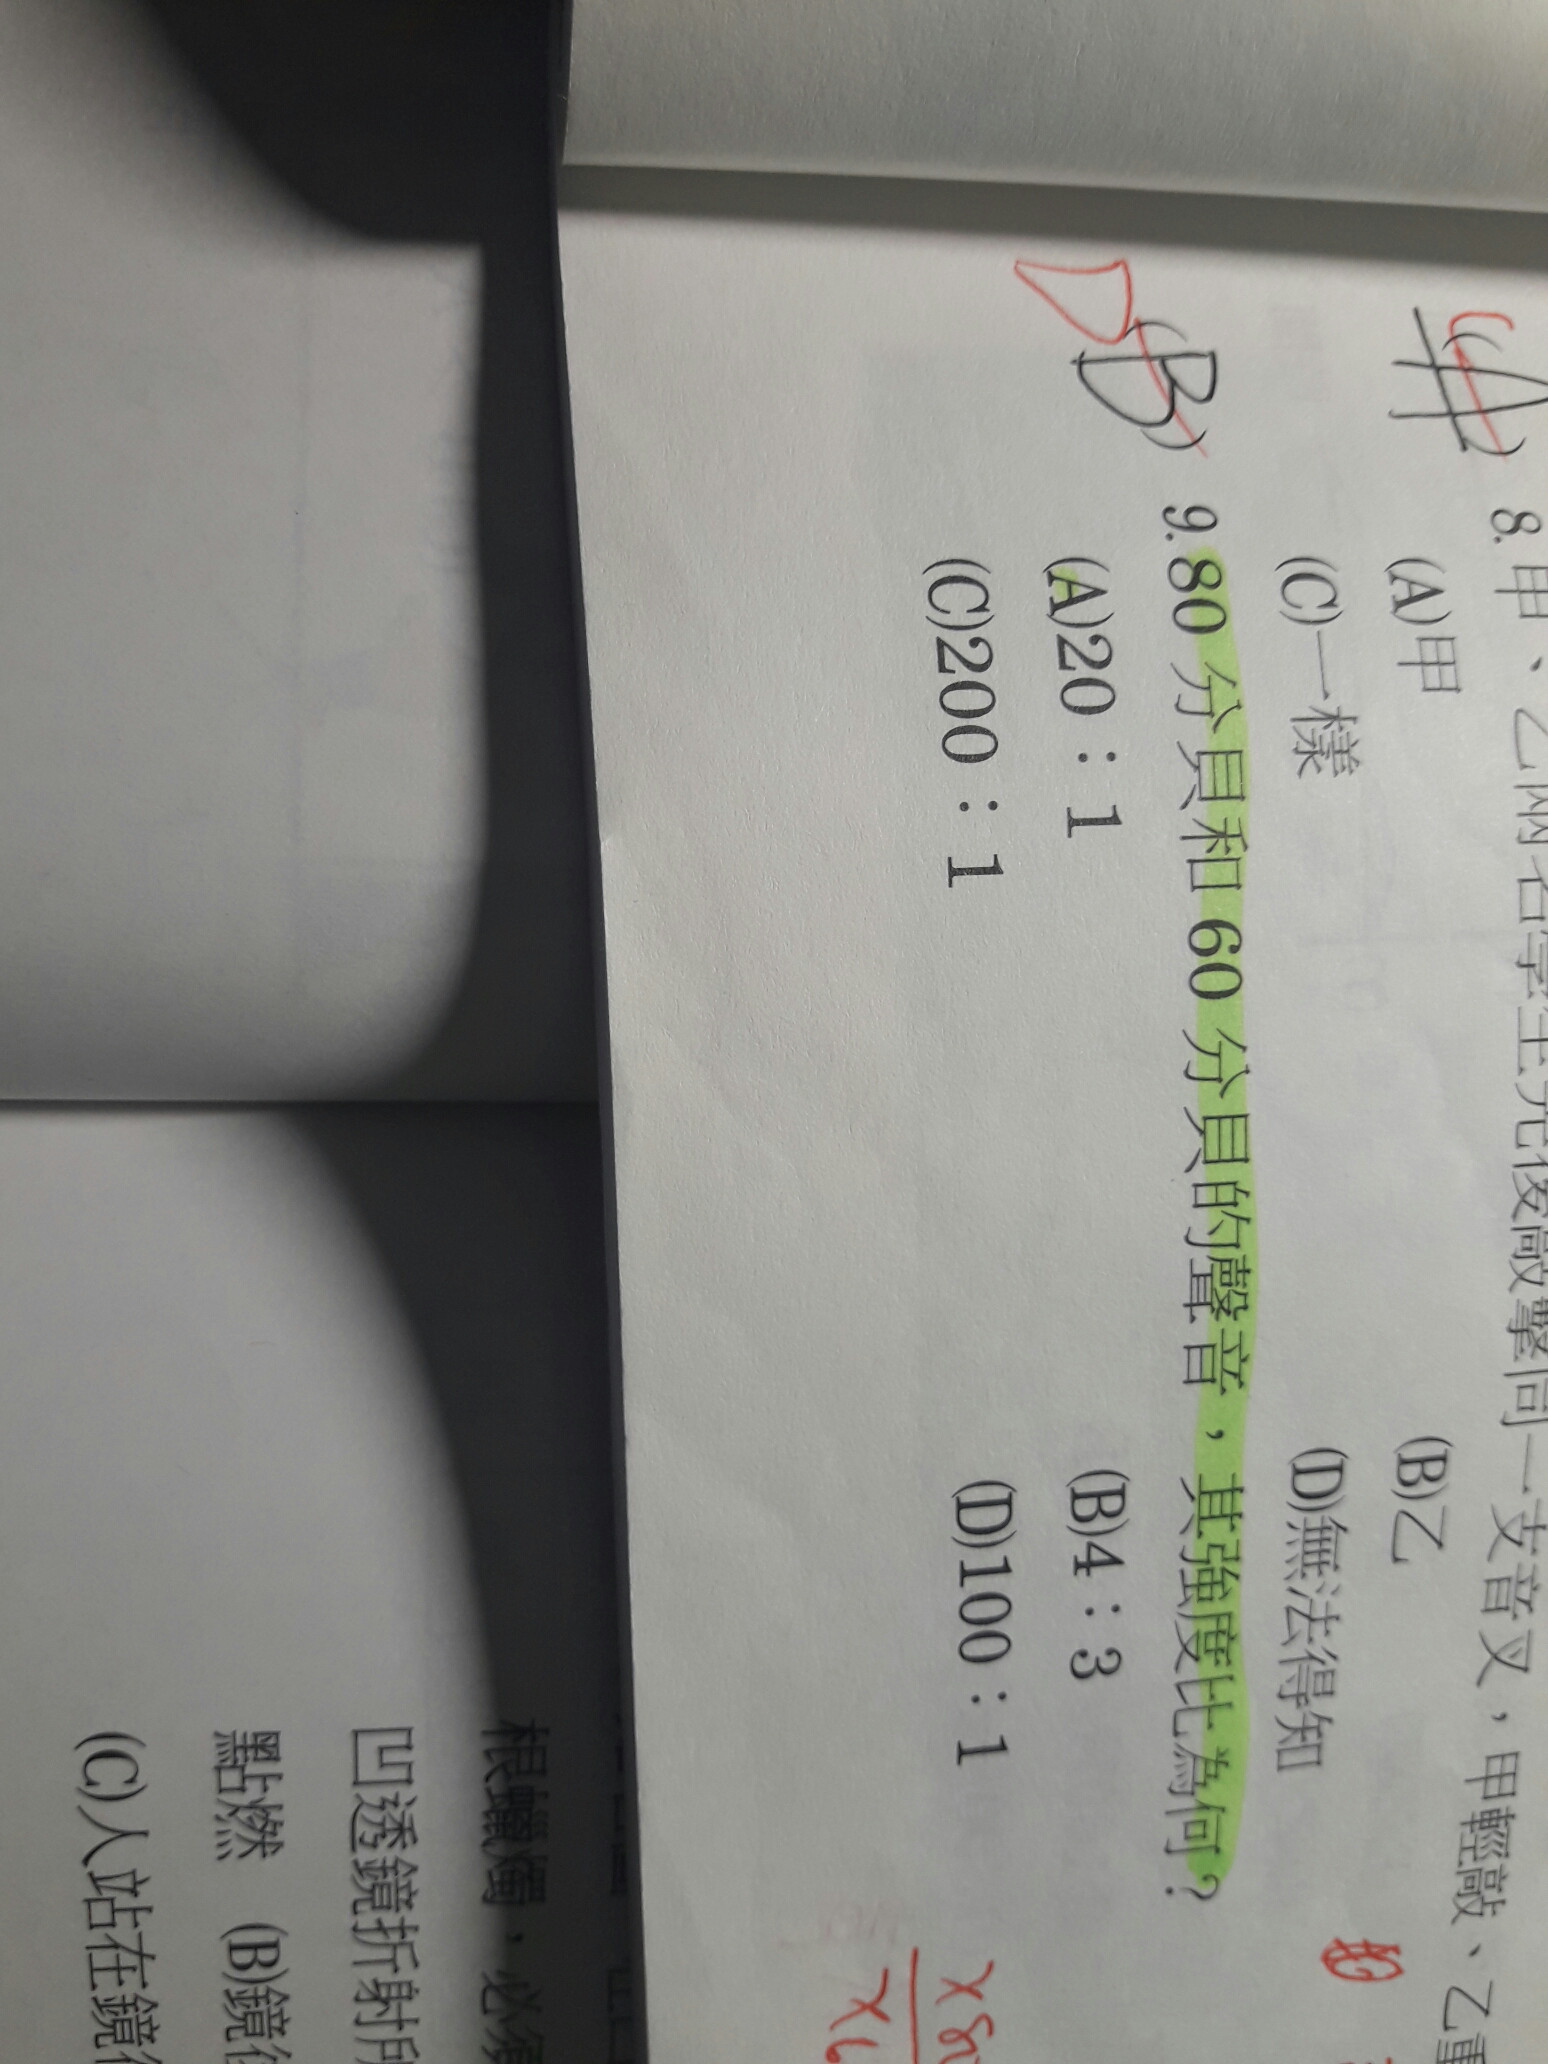 (A) 8. 甲、乙兩名學生先後敲擊同一支音叉，甲輕敲、乙重
(A)甲 (B)乙
(C)一樣 (D)無法得知
D (B) 9. 80 分貝和 60 分貝的聲音，其強度比為何？
(A)20：1 (B)4：3
(C)200：1 (D)100：1
根蠟燭，必須
凹透鏡折射所
點燃 (B)鏡後
(C)人站在鏡後